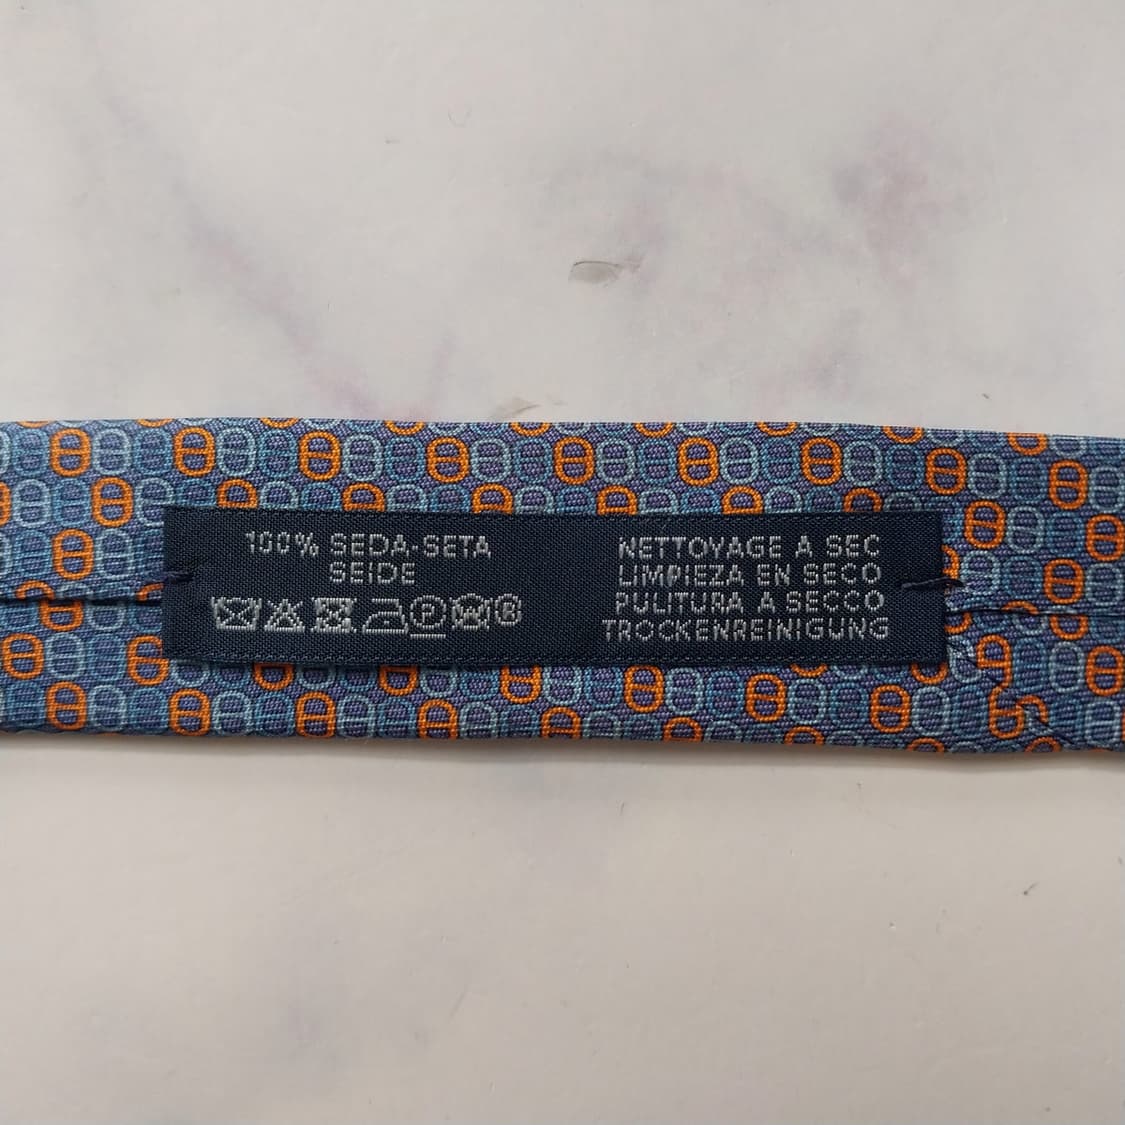 100% SEDA-SETA
SEIDE
P W B
NETTOYAGE A SEC
LIMPIEZA EN SECO
PULITURA A SECCO
TROCKENREINIGUNG